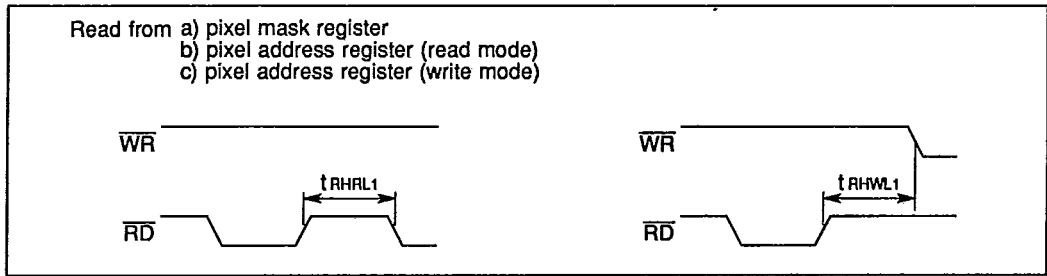 Read from a) pixel mask register
b) pixel address register (read mode)
c) pixel address register (write mode)
WR
WR
tRHRL1
tRHWL1
RD
RD